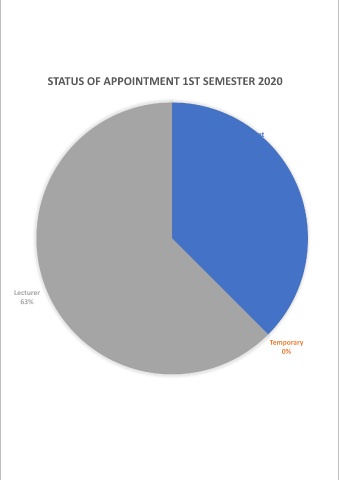 STATUS OF APPOINTMENT 1ST SEMESTER 2020
Lecturer
63%
Temporary
0%